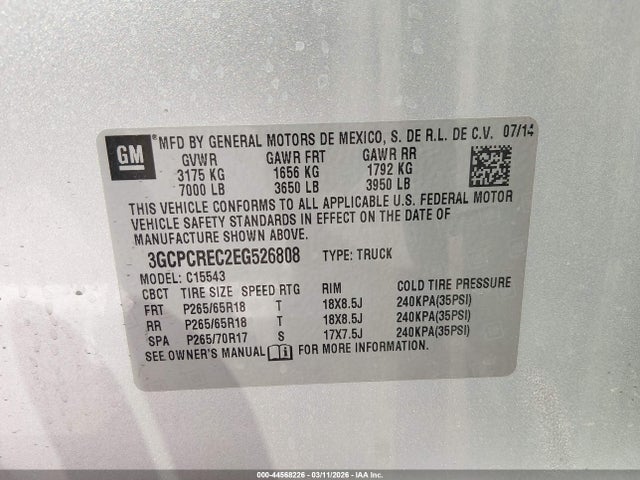 GM
®MFD BY GENERAL MOTORS DE MEXICO, S. DE R.L. DE C.V. 07/14
GVWR GAWR FRT GAWR RR
3175 KG 1656 KG 1792 KG
7000 LB 3650 LB 3950 LB
THIS VEHICLE CONFORMS TO ALL APPLICABLE U.S. FEDERAL MOTOR
VEHICLE SAFETY STANDARDS IN EFFECT ON THE DATE OF
MANUFACTURE SHOWN ABOVE.
3GCPCREC2EG526808 TYPE: TRUCK
MODEL: C15543
CBCT TIRE SIZE SPEED RTG RIM COLD TIRE PRESSURE
FRT P265/65R18 T 18X8.5J 240KPA(35PSI)
RR P265/65R18 T 18X8.5J 240KPA(35PSI)
SPA P265/70R17 S 17X7.5J 240KPA(35PSI)
SEE OWNER'S MANUAL FOR MORE INFORMATION.
000-44568226 - 03/11/2026 - IAAI.COM